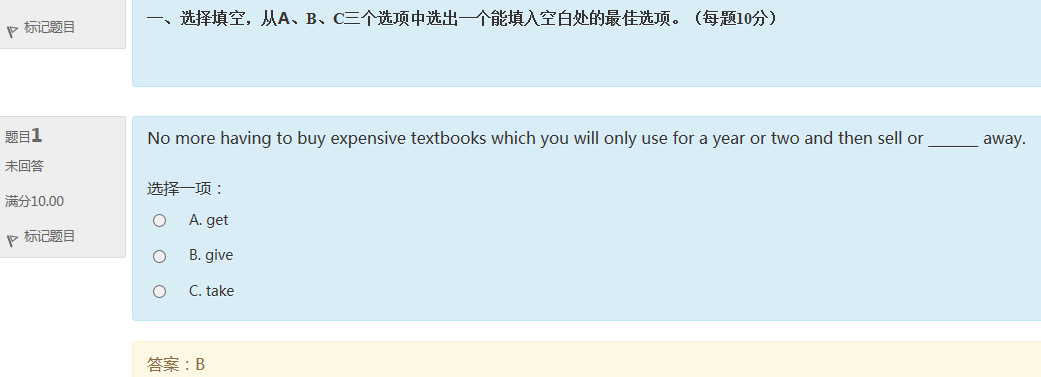 标记题目
一、选择填空，从A、B、C三个选项中选出一个能填入空白处的最佳选项。（每题10分）
题目1
未回答
满分10.00
标记题目
No more having to buy expensive textbooks which you will only use for a year or two and then sell or ______ away.
选择一项：
A. get
B. give
C. take
答案：B